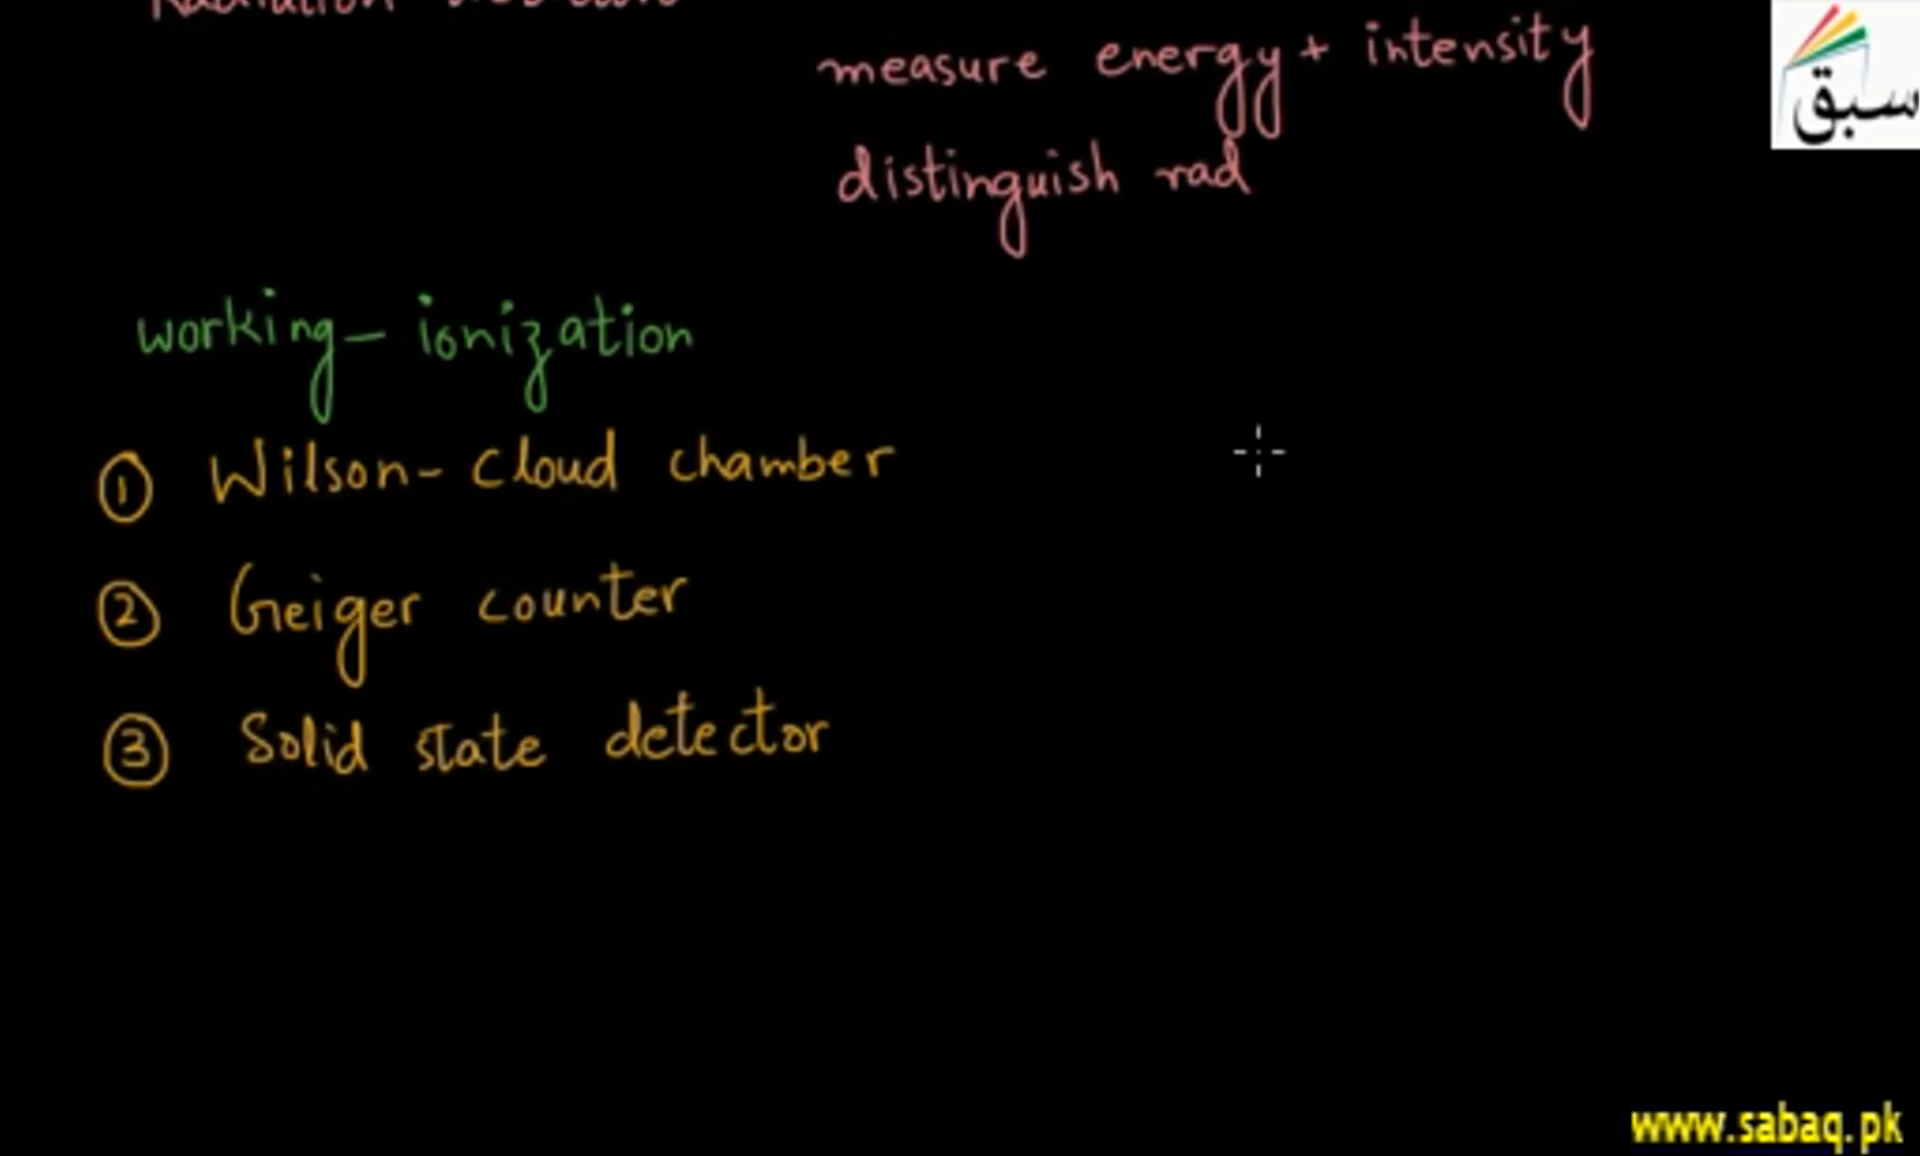 Radiation
measure energy + intensity
سبق
distinguish rad
working - ionization
① Wilson - cloud chamber
② Geiger counter
③ Solid state detector
www.sabaq.pk